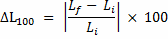 ΔL₁₀₀ = |(L_f − L_i) / L_i| × 100